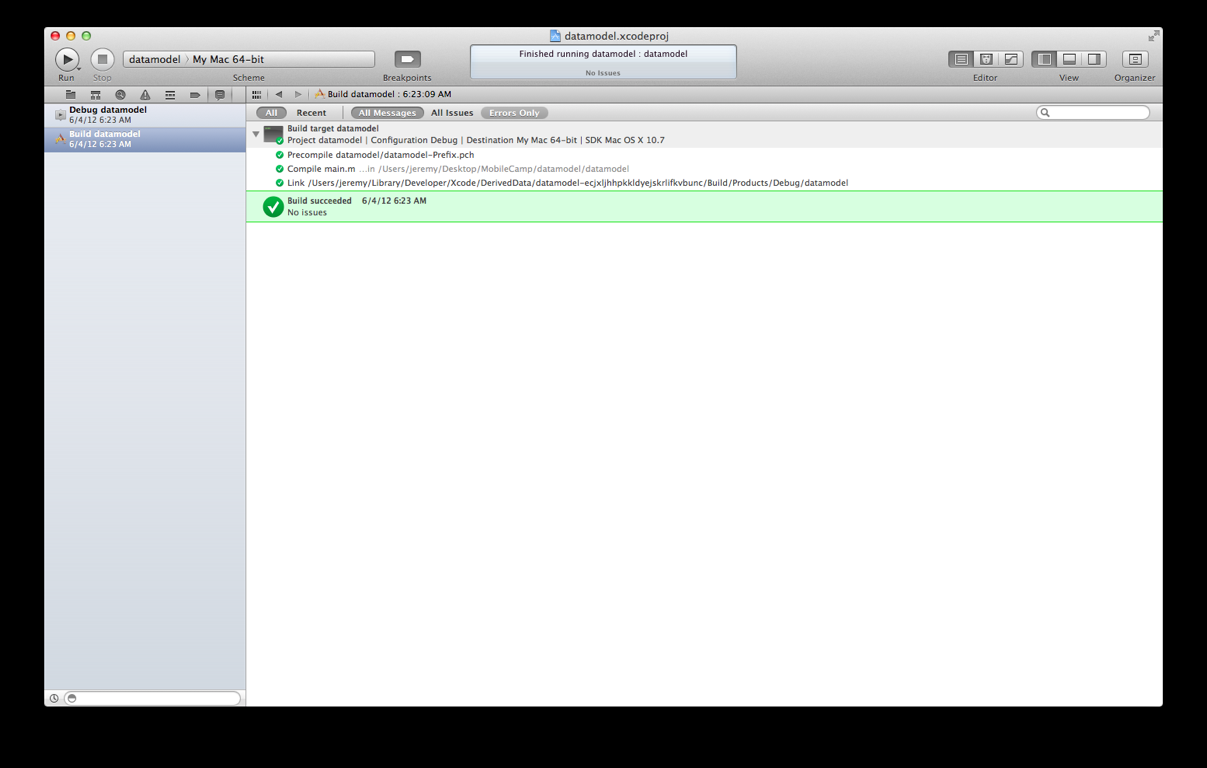 datamodel.xcodeproj
datamodel 〉 My Mac 64-bit
Finished running datamodel : datamodel
No Issues
Run
Stop
Scheme
Breakpoints
Editor
View
Organizer
Build datamodel : 6:23:09 AM
Debug datamodel
6/4/12 6:23 AM
Build datamodel
6/4/12 6:23 AM
All
Recent
All Messages
All Issues
Errors Only
Build target datamodel
Project datamodel | Configuration Debug | Destination My Mac 64-bit | SDK Mac OS X 10.7
Precompile datamodel/datamodel-Prefix.pch
Compile main.m ...in /Users/jeremy/Desktop/MobileCamp/datamodel/datamodel
Link /Users/jeremy/Library/Developer/Xcode/DerivedData/datamodel-ecjxljhhpkkldyejskrlifkvbunc/Build/Products/Debug/datamodel
Build succeeded 6/4/12 6:23 AM
No issues